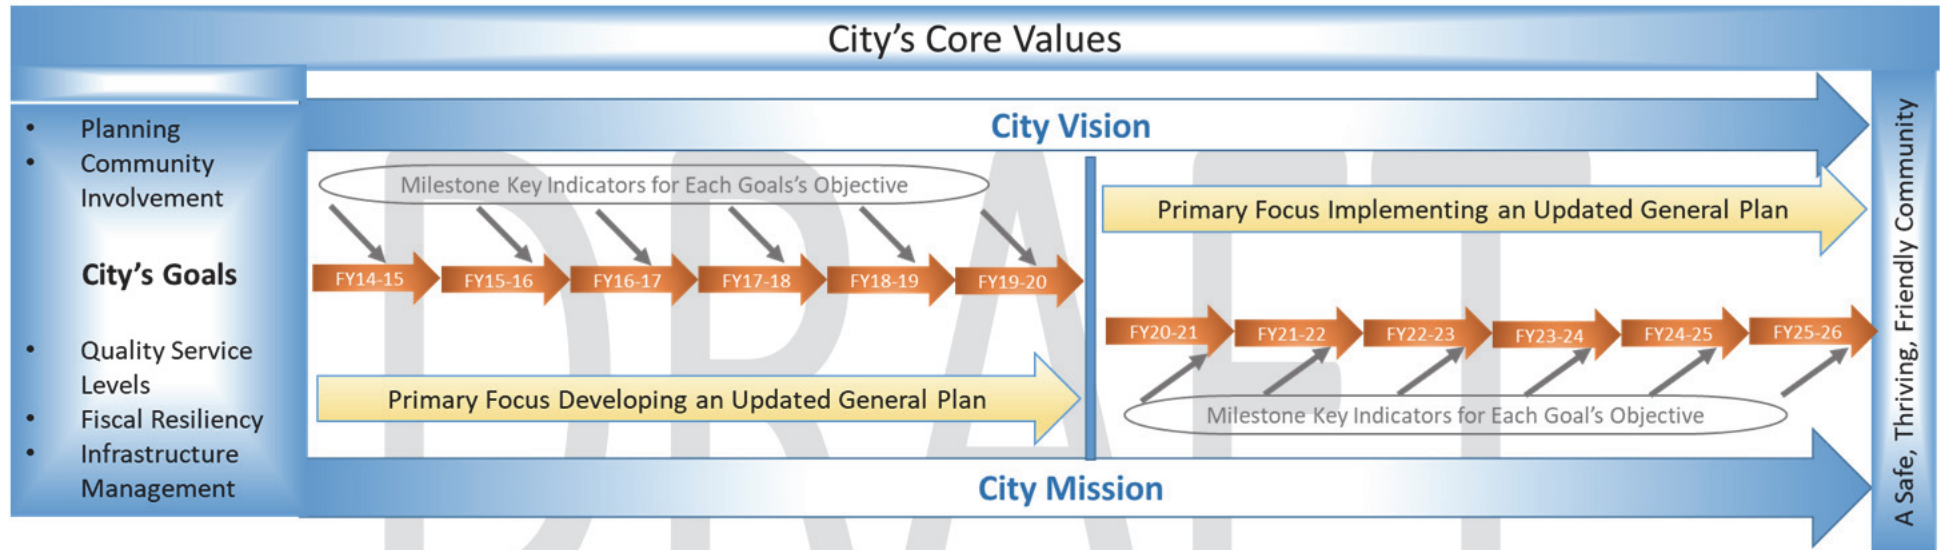 City's Core Values
• Planning
• Community
Involvement
City's Goals
• Quality Service
Levels
• Fiscal Resiliency
• Infrastructure
Management
City Vision
Milestone Key Indicators for Each Goals's Objective
FY14-15
FY15-16
FY16-17
FY17-18
FY18-19
FY19-20
Primary Focus Developing an Updated General Plan
Primary Focus Implementing an Updated General Plan
FY20-21
FY21-22
FY22-23
FY23-24
FY24-25
FY25-26
Milestone Key Indicators for Each Goal's Objective
City Mission
A Safe, Thriving, Friendly Community
DRAFT